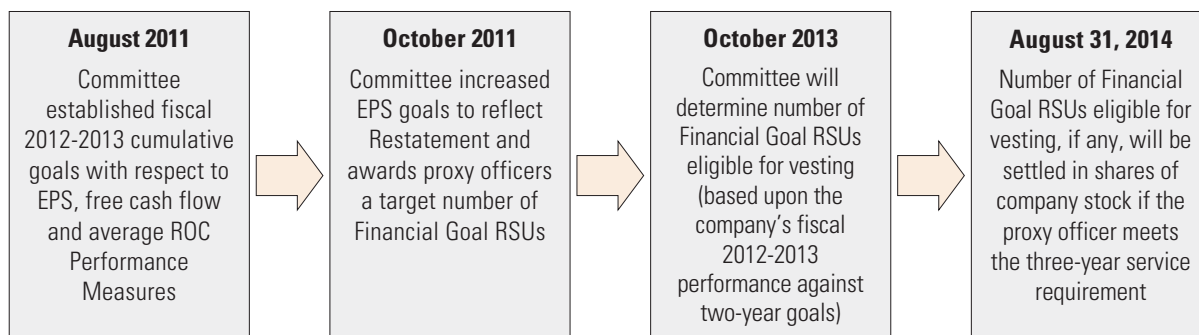 August 2011
Committee
established fiscal
2012-2013 cumulative
goals with respect to
EPS, free cash flow
and average ROC
Performance
Measures
October 2011
Committee increased
EPS goals to reflect
Restatement and
awards proxy officers
a target number of
Financial Goal RSUs
October 2013
Committee will
determine number of
Financial Goal RSUs
eligible for vesting
(based upon the
company’s fiscal
2012-2013
performance against
two-year goals)
August 31, 2014
Number of Financial
Goal RSUs eligible for
vesting, if any, will be
settled in shares of
company stock if the
proxy officer meets
the three-year service
requirement